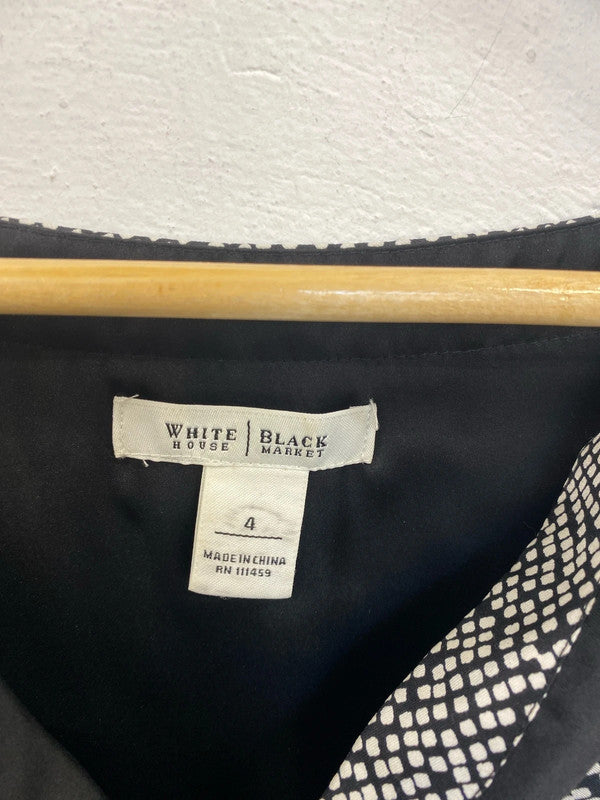 WHITE | BLACK
HOUSE MARKET
4
MADE IN CHINA
RN 111459